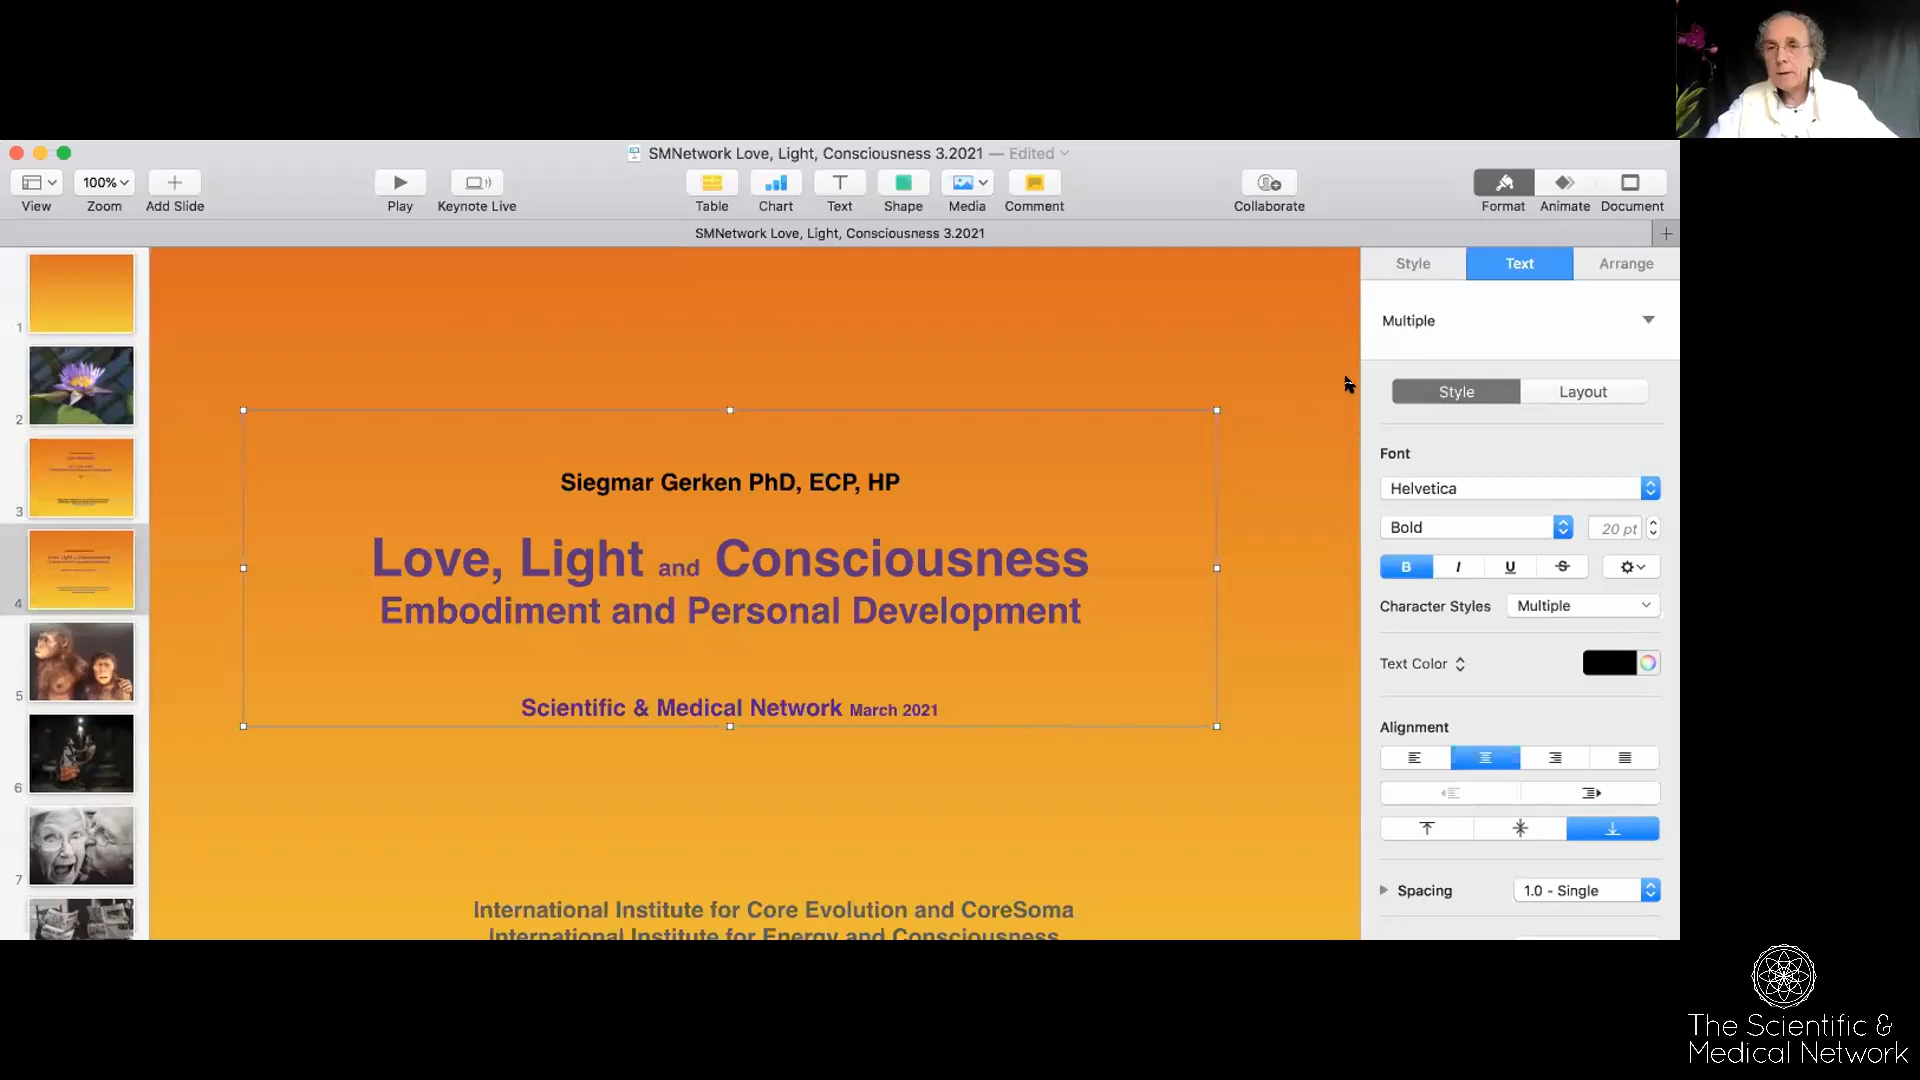 SMNetwork Love, Light, Consciousness 3.2021 — Edited
100%
View
Zoom
Add Slide
Play
Keynote Live
Table
Chart
Text
Shape
Media
Comment
Collaborate
Format
Animate
Document
SMNetwork Love, Light, Consciousness 3.2021
1
2
3
4
5
6
7
Siegmar Gerken PhD, ECP, HP
Love, Light and Consciousness
Embodiment and Personal Development
Scientific & Medical Network March 2021
International Institute for Core Evolution and CoreSoma
International Institute for Energy and Consciousness
Style Text Arrange
Multiple
Style Layout
Font
Helvetica
Bold 20 pt
B I U S
Character Styles Multiple
Text Color
Alignment
Spacing 1.0 - Single
The Scientific &
Medical Network